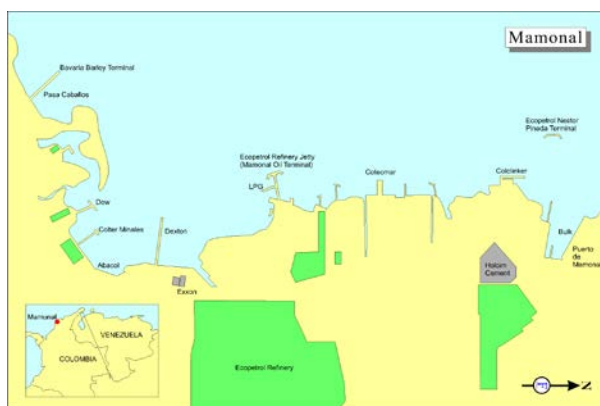 Mamonal
Bavaria Barley Terminal
Pasa Caballos
Ecopetrol Nestor
Pineda Terminal
Ecopetrol Refinery Jetty
(Mamonal Oil Terminal)
LPG
Coleomar
Colclinker
Dow
Colter Minales
Dexton
Abacol
Bulk
Puerto
de
Mamonal
Exxon
Holcim
Cement
Ecopetrol Refinery
Mamonal
VENEZUELA
COLOMBIA
N